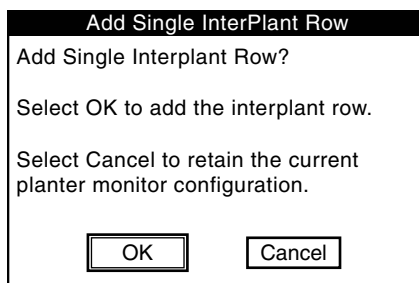 Add Single InterPlant Row
Add Single Interplant Row?
Select OK to add the interplant row.
Select Cancel to retain the current
planter monitor configuration.
OK
Cancel